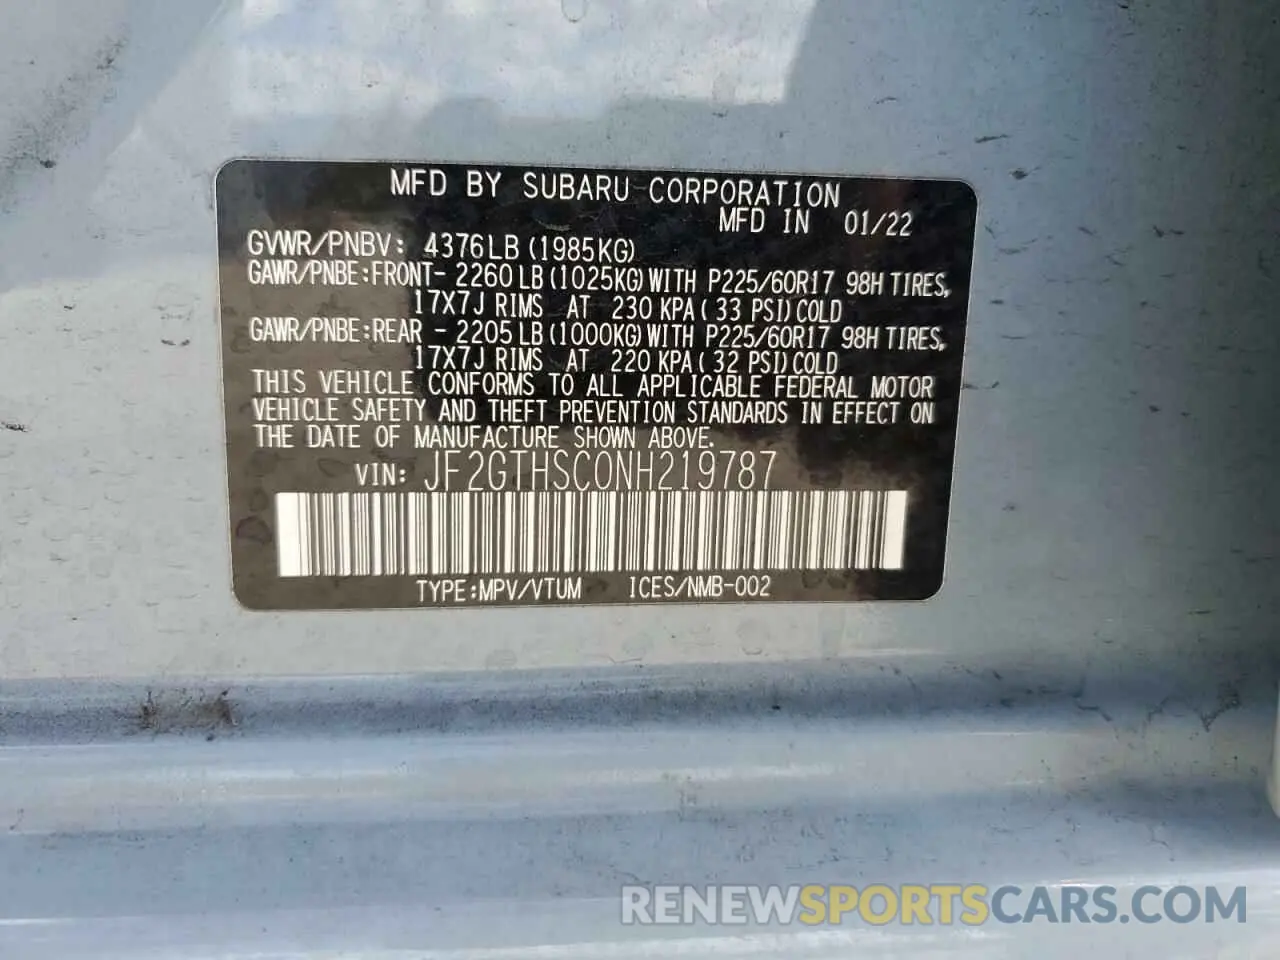 MFD BY SUBARU CORPORATION
MFD IN 01/22
GVWR/PNBV: 4376LB (1985KG)
GAWR/PNBE:FRONT- 2260LB (1025KG) WITH P225/60R17 98H TIRES,
17X7J RIMS AT 230 KPA ( 33 PSI) COLD
GAWR/PNBE:REAR - 2205LB (1000KG) WITH P225/60R17 98H TIRES,
17X7J RIMS AT 220 KPA ( 32 PSI) COLD
THIS VEHICLE CONFORMS TO ALL APPLICABLE FEDERAL MOTOR
VEHICLE SAFETY AND THEFT PREVENTION STANDARDS IN EFFECT ON
THE DATE OF MANUFACTURE SHOWN ABOVE.
VIN: JF2GTHSC0NH219787
TYPE:MPV/VTUM ICES/NMB-002
RENEWSPORTSCARS.COM